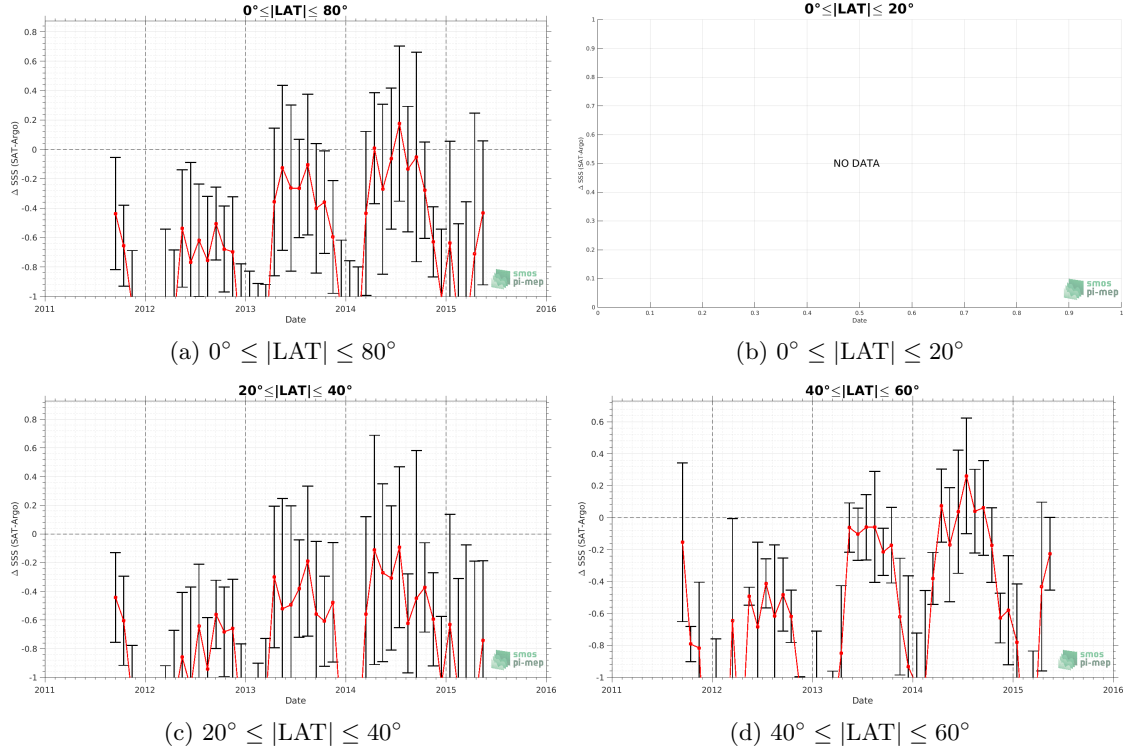 0°≤|LAT|≤ 80°
Δ SSS (SAT-Argo)
0.8
0.6
0.4
0.2
0
-0.2
-0.4
-0.6
-0.8
-1
2011 2012 2013 2014 2015 2016
Date
smos
pi-mep
(a) 0° ≤ |LAT| ≤ 80°
0°≤|LAT|≤ 20°
Δ SSS (SAT-Argo)
1
0.9
0.8
0.7
0.6
0.5
0.4
0.3
0.2
0.1
0
NO DATA
0 0.1 0.2 0.3 0.4 0.5 0.6 0.7 0.8 0.9 1
Date
smos
pi-mep
(b) 0° ≤ |LAT| ≤ 20°
20°≤|LAT|≤ 40°
Δ SSS (SAT-Argo)
0.8
0.6
0.4
0.2
0
-0.2
-0.4
-0.6
-0.8
-1
2011 2012 2013 2014 2015 2016
Date
smos
pi-mep
(c) 20° ≤ |LAT| ≤ 40°
40°≤|LAT|≤ 60°
Δ SSS (SAT-Argo)
0.6
0.4
0.2
0
-0.2
-0.4
-0.6
-0.8
-1
2011 2012 2013 2014 2015 2016
Date
smos
pi-mep
(d) 40° ≤ |LAT| ≤ 60°